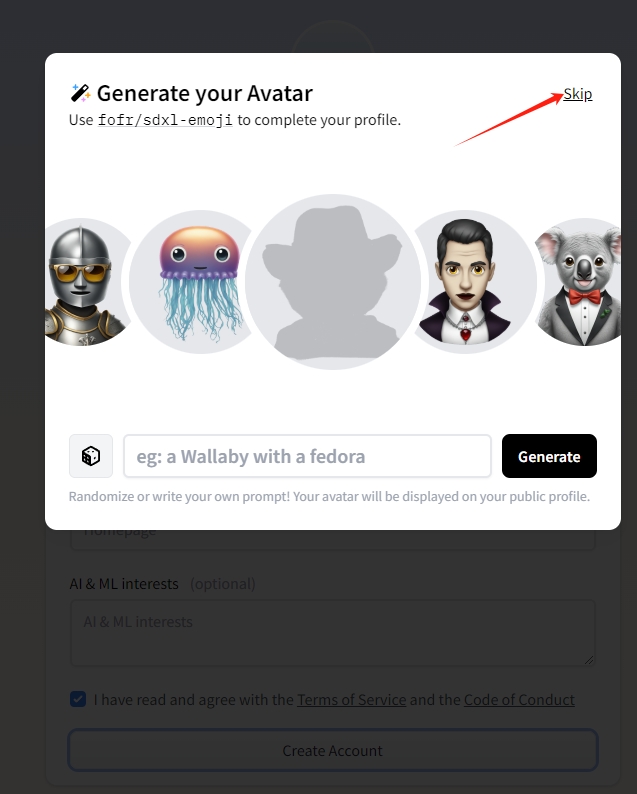 Generate your Avatar
Skip
Use fofr/sdxl-emoji to complete your profile.
eg: a Wallaby with a fedora
Generate
Randomize or write your own prompt! Your avatar will be displayed on your public profile.
Homepage
AI & ML interests (optional)
AI & ML interests
I have read and agree with the Terms of Service and the Code of Conduct
Create Account